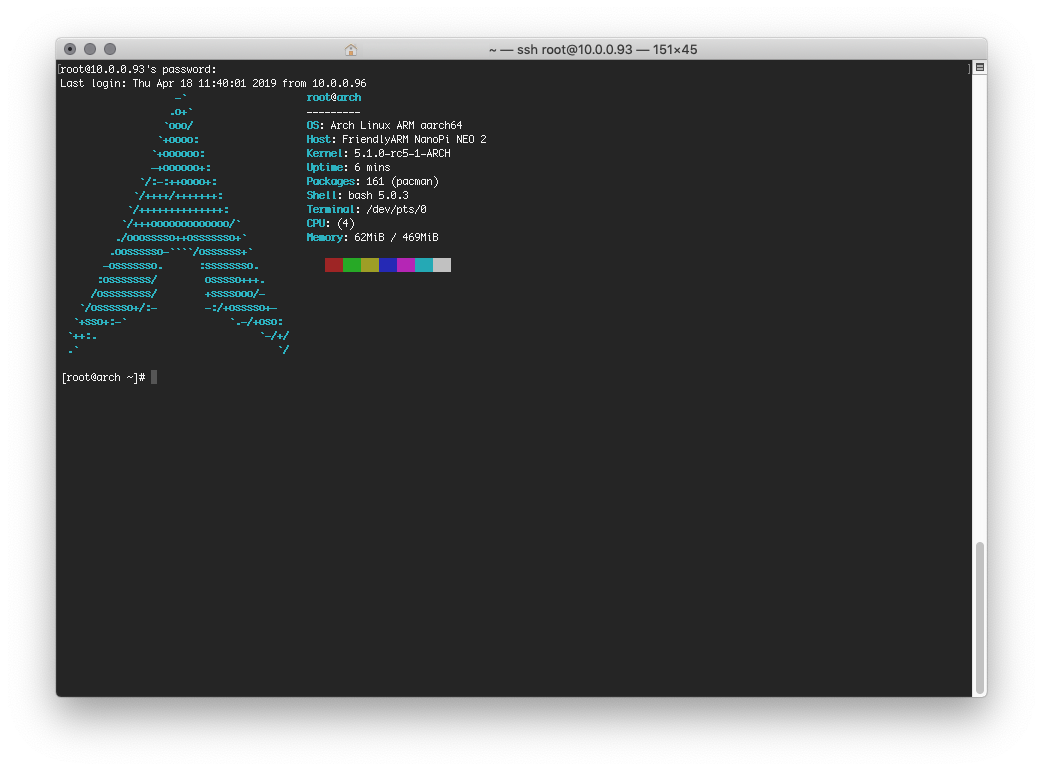 ~ — ssh root@10.0.0.93 — 151×45
[root@10.0.0.93's password:                                                                                                                             ]
Last login: Thu Apr 18 11:40:01 2019 from 10.0.0.96
                   -`                    root@arch
                  .o+`                   ---------
                 `ooo/                   OS: Arch Linux ARM aarch64
                `+oooo:                  Host: FriendlyARM NanoPi NEO 2
               `+oooooo:                 Kernel: 5.1.0-rc5-1-ARCH
               -+oooooo+:                Uptime: 6 mins
             `/:-:++oooo+:               Packages: 161 (pacman)
            `/++++/+++++++:              Shell: bash 5.0.3
           `/++++++++++++++:             Terminal: /dev/pts/0
          `/+++ooooooooooooo/`           CPU: (4)
         ./ooosssso++osssssso+`          Memory: 62MiB / 469MiB
        .oossssso-````/ossssss+`
       -osssssso.      :ssssssso.
      :osssssss/        osssso+++.
     /ossssssss/        +ssssooo/-
   `/ossssso+/:-        -:/+osssso+-
  `+sso+:-`                 `.-/+oso:
 `++:.                           `-/+/
 .`                                 `/
[root@arch ~]#